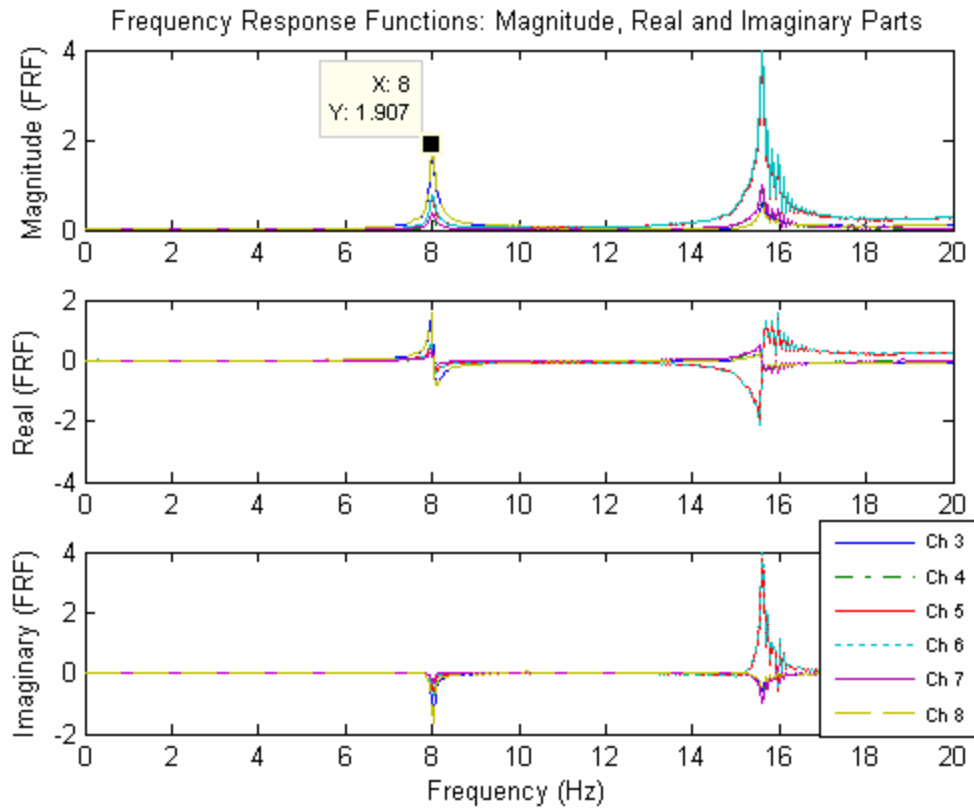 Frequency Response Functions: Magnitude, Real and Imaginary Parts
Magnitude (FRF)
4
2
0
X: 8
Y: 1.907
0 2 4 6 8 10 12 14 16 18 20
Real (FRF)
2
0
-2
-4
0 2 4 6 8 10 12 14 16 18 20
Imaginary (FRF)
4
2
0
-2
Ch 3
Ch 4
Ch 5
Ch 6
Ch 7
Ch 8
0 2 4 6 8 10 12 14 16 18 20
Frequency (Hz)